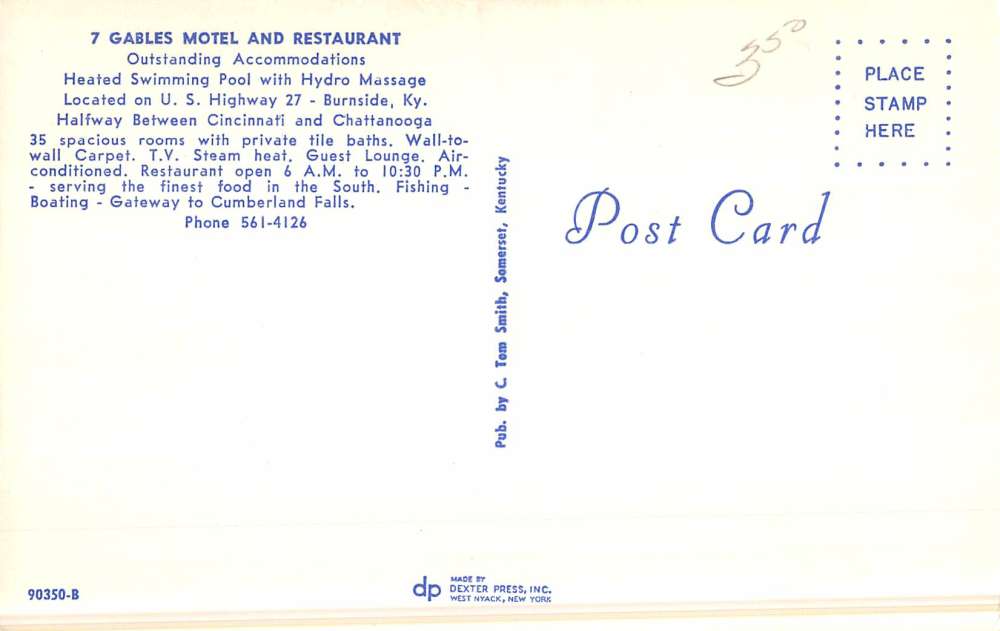 7 GABLES MOTEL AND RESTAURANT
Outstanding Accommodations
Heated Swimming Pool with Hydro Massage
Located on U. S. Highway 27 - Burnside, Ky.
Halfway Between Cincinnati and Chattanooga
35 spacious rooms with private tile baths. Wall-to-
wall Carpet. T.V. Steam heat. Guest Lounge. Air-
conditioned. Restaurant open 6 A.M. to 10:30 P.M.
- serving the finest food in the South. Fishing -
Boating - Gateway to Cumberland Falls.
Phone 561-4126
90350-B
Pub. by C. Tom Smith, Somerset, Kentucky
dp
MADE BY
DEXTER PRESS, INC.
WEST NYACK, NEW YORK
350
PLACE
STAMP
HERE
Post Card